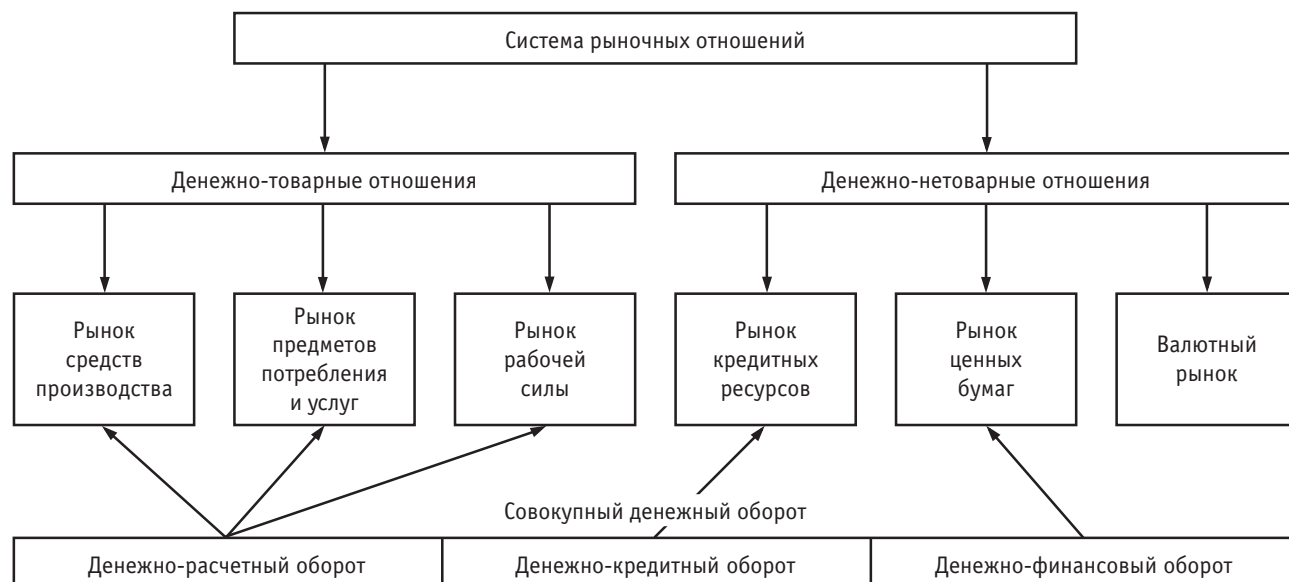 Система рыночных отношений
Денежно-товарные отношения
Денежно-нетоварные отношения
Рынок
средств
производства
Рынок
предметов
потребления
и услуг
Рынок
рабочей
силы
Рынок
кредитных
ресурсов
Рынок
ценных
бумаг
Валютный
рынок
Совокупный денежный оборот
Денежно-расчетный оборот
Денежно-кредитный оборот
Денежно-финансовый оборот